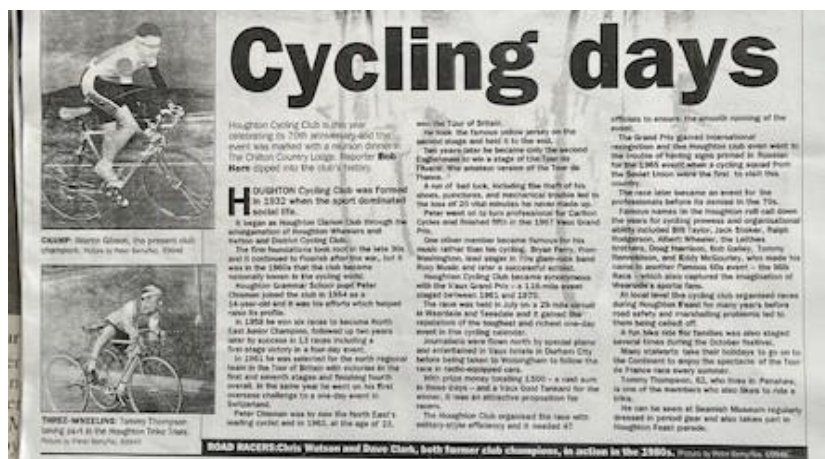 Cycling days
Houghton Cycling Club is this year
celebrating its 70th anniversary and the
event was marked with a reunion dinner in
The Chilton Country Lodge. Reporter Bob
dipped into the club's history.
HOUGHTON Cycling Club was formed
in 1932 when the sport dominated
social life.
It began as Houghton Clarion Club through the
amalgamation of Houghton Wheelers and
Hetton and District Cycling Club.
The first foundations took root in the late 30s
and it continued to flourish after the war, but it
was in the 1960s that the club became
nationally known in the cycling world.
Houghton Grammar School pupil Peter
Chisman joined the club in 1954 as a
14-year-old and it was his efforts which helped
raise its profile.
In 1958 he won six races to become North
East Junior Champion, followed up two years
later by success in 13 races including a
first-stage victory in a four-day event.
In 1961 he was selected for the north regional
team in the Tour of Britain with victories in the
first and seventh stages and finishing fourth
overall. In the same year he went on his first
overseas challenge to a one-day event in
Switzerland.
Peter Chisman was by now the North East's
leading cyclist and in 1963, at the age of 23,
won the Tour of Britain.
He took the famous yellow jersey on the
second stage and held it to the end.
Two years later he became only the second
Englishman to win a stage of the Tour de
l'Avenir, the amateur version of the Tour de
France.
A run of bad luck, including the theft of his
shoes, punctures, and mechanical trouble led to
the loss of 20 vital minutes he never made up.
Peter went on to turn professional for Carlton
Cycles and finished fifth in the 1967 Vaux Grand
Prix.
One other member became famous for his
music rather than his cycling. Bryan Ferry, from
Washington, lead singer in 70s glam-rock band
Roxy Music and later a successful soloist.
Houghton Cycling Club became synonymous
with the Vaux Grand Prix – a 116-mile event
staged between 1961 and 1970.
The race was held in July on a 29 mile circuit
in Weardale and Teesdale and it gained the
reputation of the toughest and richest one-day
event in the cycling calendar.
Journalists were flown north by special plane
and entertained in Vaux hotels in Durham City
before being taken to Wolsingham to follow the
race in radio-equipped cars.
With prize money totalling £500 – a vast sum
in those days – and a Vaux Gold Tankard for the
winner, it was an attractive proposition for
racers.
The Houghton Club organised the race with
military-style efficiency and it needed 47
officials to ensure the smooth running of the
event.
The Grand Prix gained international
recognition and the Houghton club even went to
the trouble of having signs printed in Russian
for the 1965 event when a cycling squad from
the Soviet Union were the first to visit this
country.
The race later became an event for the
professionals before its demise in the 70s.
Famous names in the Houghton roll call down
the years for cycling prowess and organisational
ability included Bill Taylor, Jack Stoker, Ralph
Rodgerson, Albert Wheeler, the
brothers, Doug Harrison, Bob Oatley, Tommy
and Eddy McGourley, who made his
name in another famous 50s event – the Milk
Race – which also captured the imagination of
Wearside's sports fans.
At local level the cycling club organised races
during Houghton Feast for many years before
road safety and marshalling problems led to
them being called off.
A fun bike ride for families was also staged
several times during the October festival.
Many stalwarts take their holidays to go on to
the Continent to enjoy the spectacle of the Tour
de France race every summer.
Tommy Thompson, 62, who lives in Penshaw,
is one of the members who also likes to ride a
trike.
He can be seen at Beamish Museum regularly
dressed in period gear and also takes part in
Houghton Feast parade.
CHAMP: Martin Gibson, the present club
champion. Picture by Peter Berry
THREE-WHEELING: Tammy Thompson
taking part in the Houghton Trike Trials.
Picture by Peter Berry
ROAD RACERS: Chris Watson and Dave Clark, both former club champions, in action in the 1980s. Pictures by Peter Berry